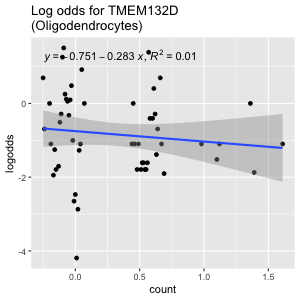 Log odds for TMEM132D
(Oligodendrocytes)
y = −0.751 − 0.283 x, R² = 0.01
logodds
0
-2
-4
0.0 0.5 1.0 1.5
count